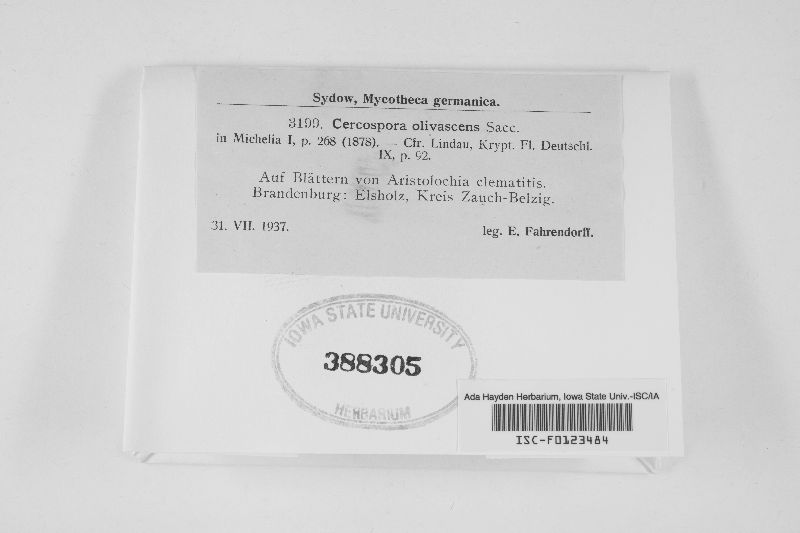 Sydow, Mycotheca germanica.
3199. Cercospora olivascens Sacc.
in Michelia I, p. 268 (1878). — Cfr. Lindau, Krypt. Fl. Deutschl.
IX, p. 92.
Auf Blättern von Aristolochia clematitis.
Brandenburg: Elsholz, Kreis Zauch-Belzig.
31. VII. 1937. leg. E. Fahrendorff.
IOWA STATE UNIVERSITY
388305
HERBARIUM
Ada Hayden Herbarium, Iowa State Univ.-ISC/IA
ISC-F0123484